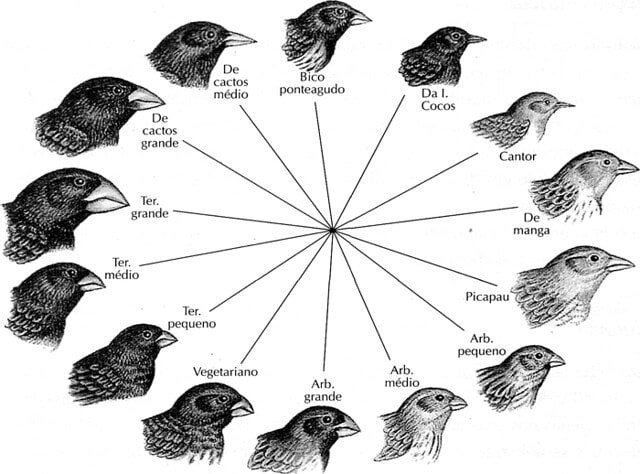 De
cactos
médio
Bico
ponteagudo
Da I.
Cocos
De
cactos
grande
Cantor
Ter.
grande
De
manga
Ter.
médio
Picapau
Ter.
pequeno
Arb.
pequeno
Vegetariano
Arb.
grande
Arb.
médio